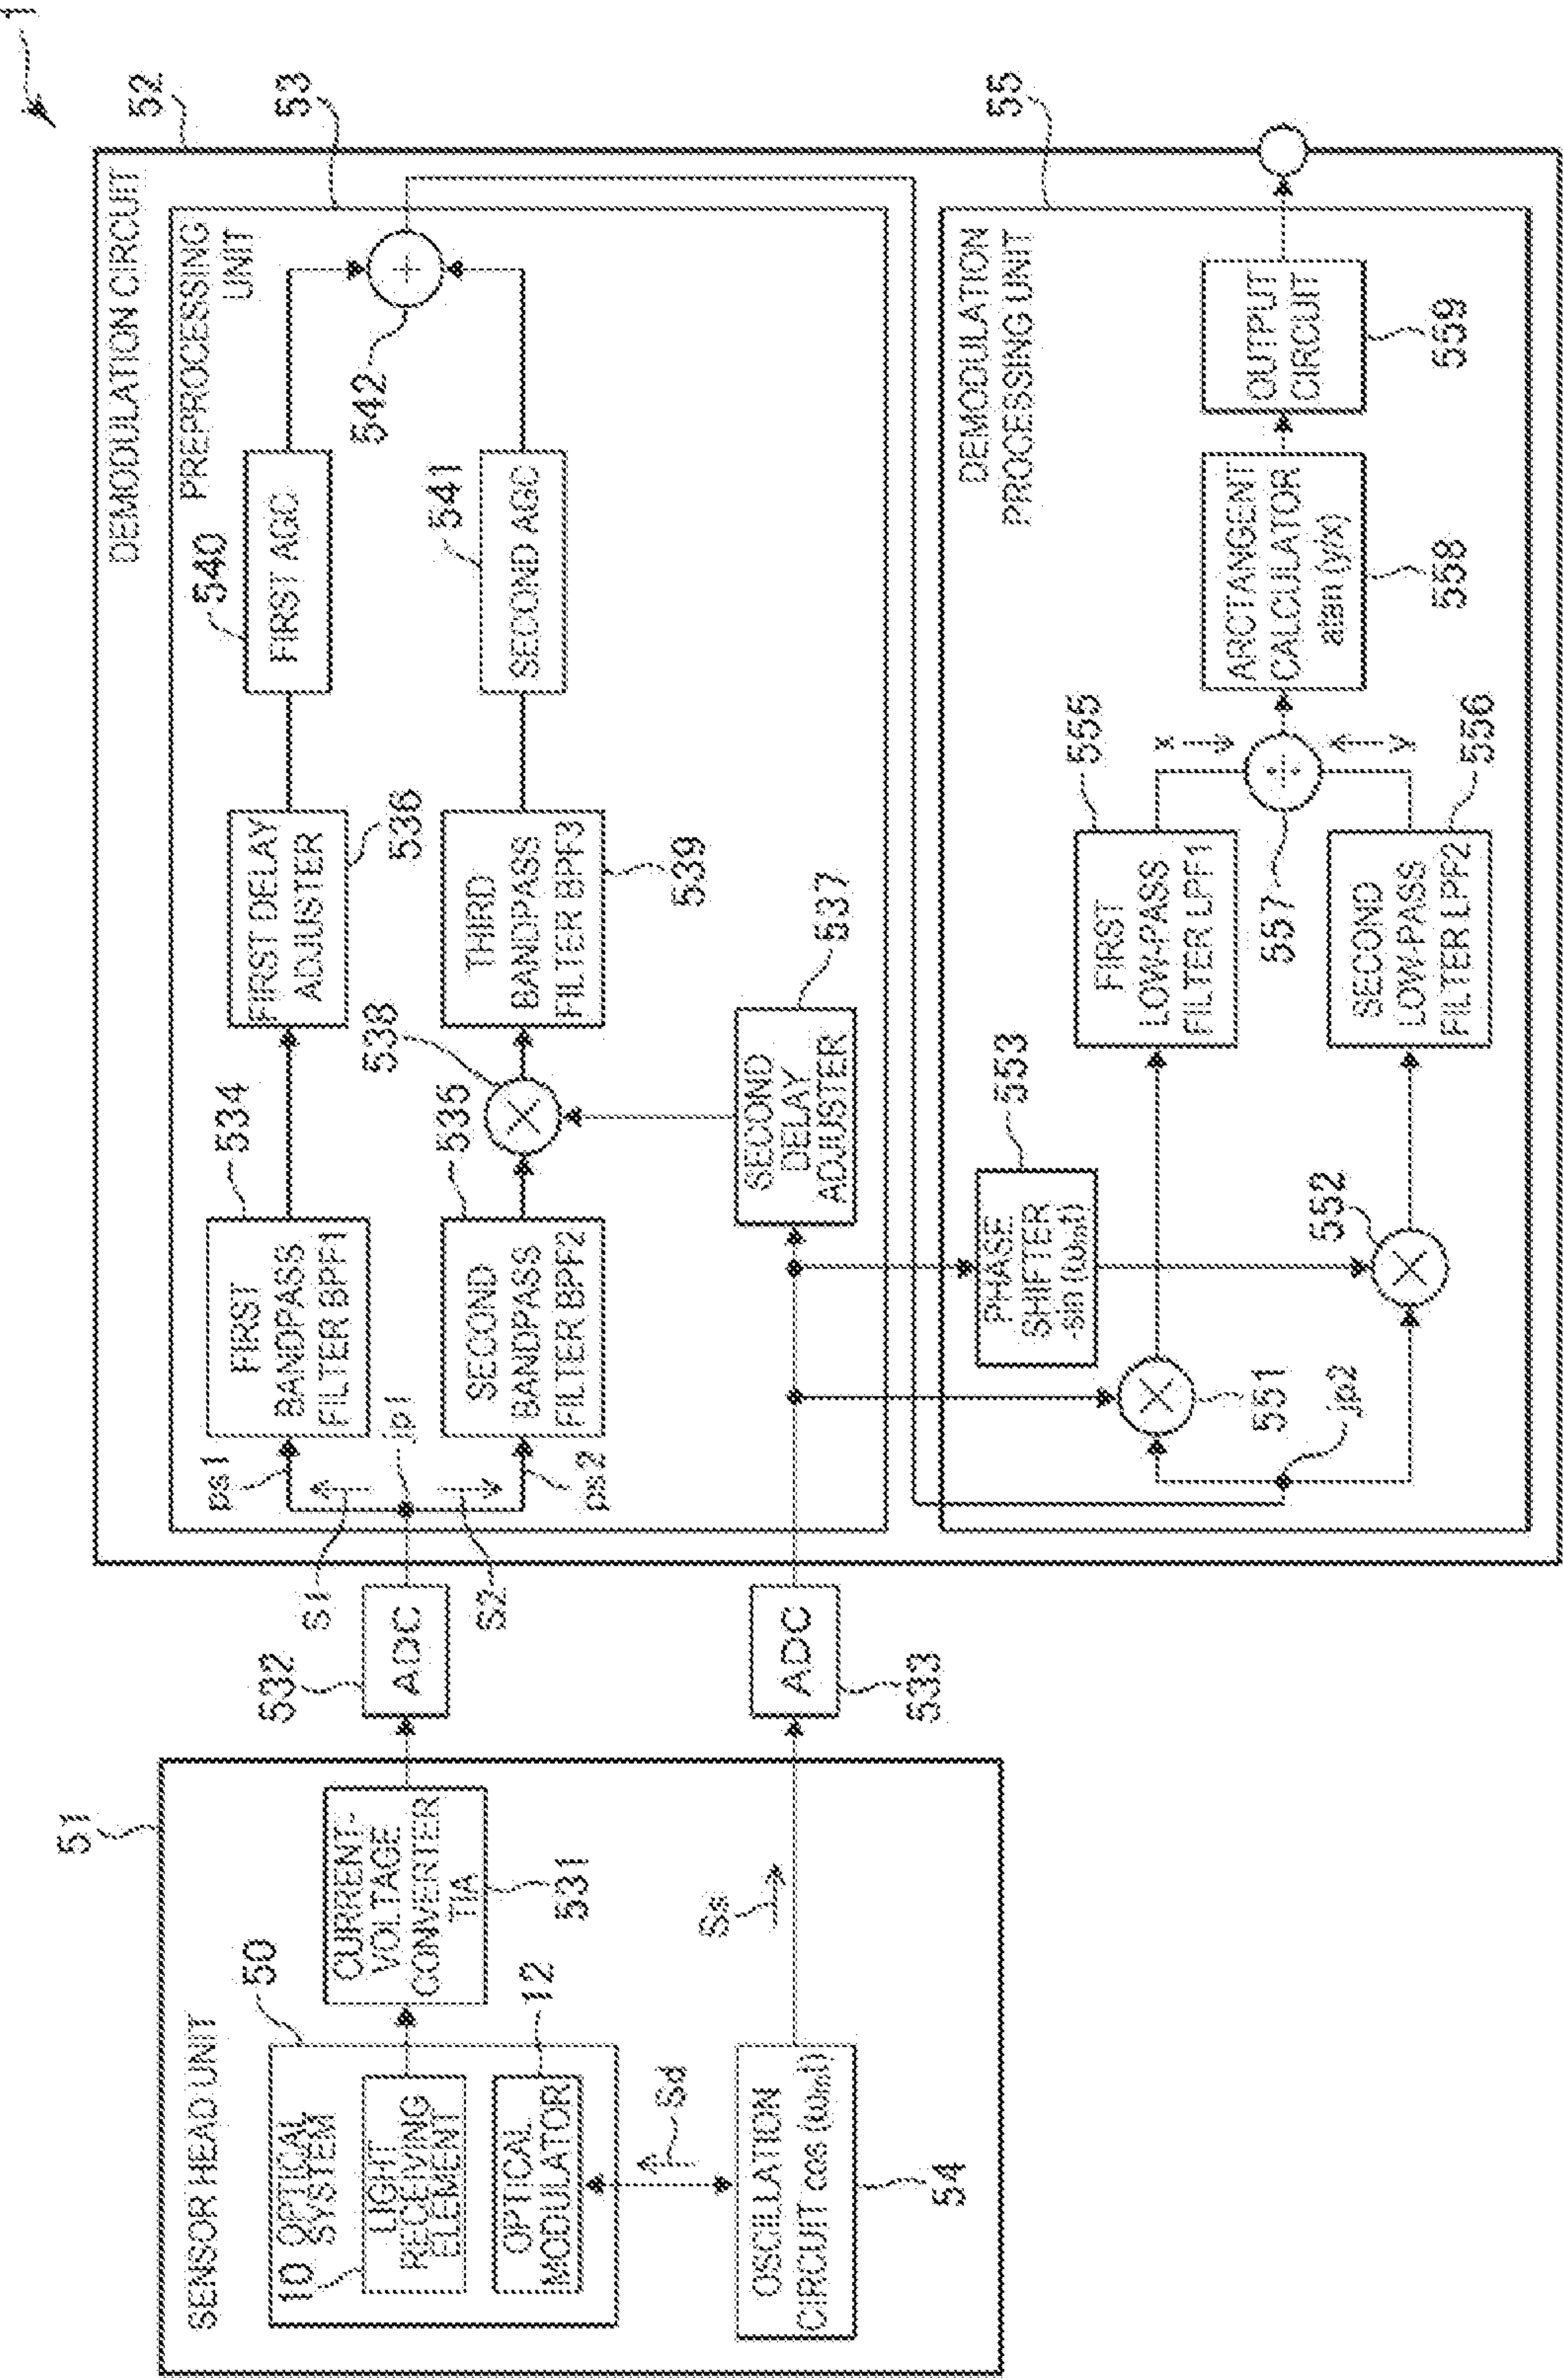 1
51
SENSOR HEAD UNIT
50
10
OPTICAL
SYSTEM
LIGHT
RECEIVING
ELEMENT
12
OPTICAL
MODULATOR
CURRENT-
VOLTAGE
CONVERTER
TIA
531
Sd
Ss
OSCILLATION
CIRCUIT cos (ωmt)
54
532
ADC
ADC
533
52
DEMODULATION CIRCUIT
53
PREPROCESSING
UNIT
S1
S2
ps1
ps2
jp1
534
FIRST
BANDPASS
FILTER BPF1
535
SECOND
BANDPASS
FILTER BPF2
FIRST DELAY
ADJUSTER
536
538
THIRD
BANDPASS
FILTER BPF3
539
540
FIRST AGC
541
SECOND AGC
542
SECOND
DELAY
ADJUSTER
537
55
DEMODULATION
PROCESSING UNIT
PHASE
SHIFTER
-sin (ωmt)
553
551
552
jp2
555
FIRST
LOW-PASS
FILTER LPF1
SECOND
LOW-PASS
FILTER LPF2
556
x
y
557
ARCTANGENT
CALCULATOR
atan (y/x)
558
OUTPUT
CIRCUIT
559